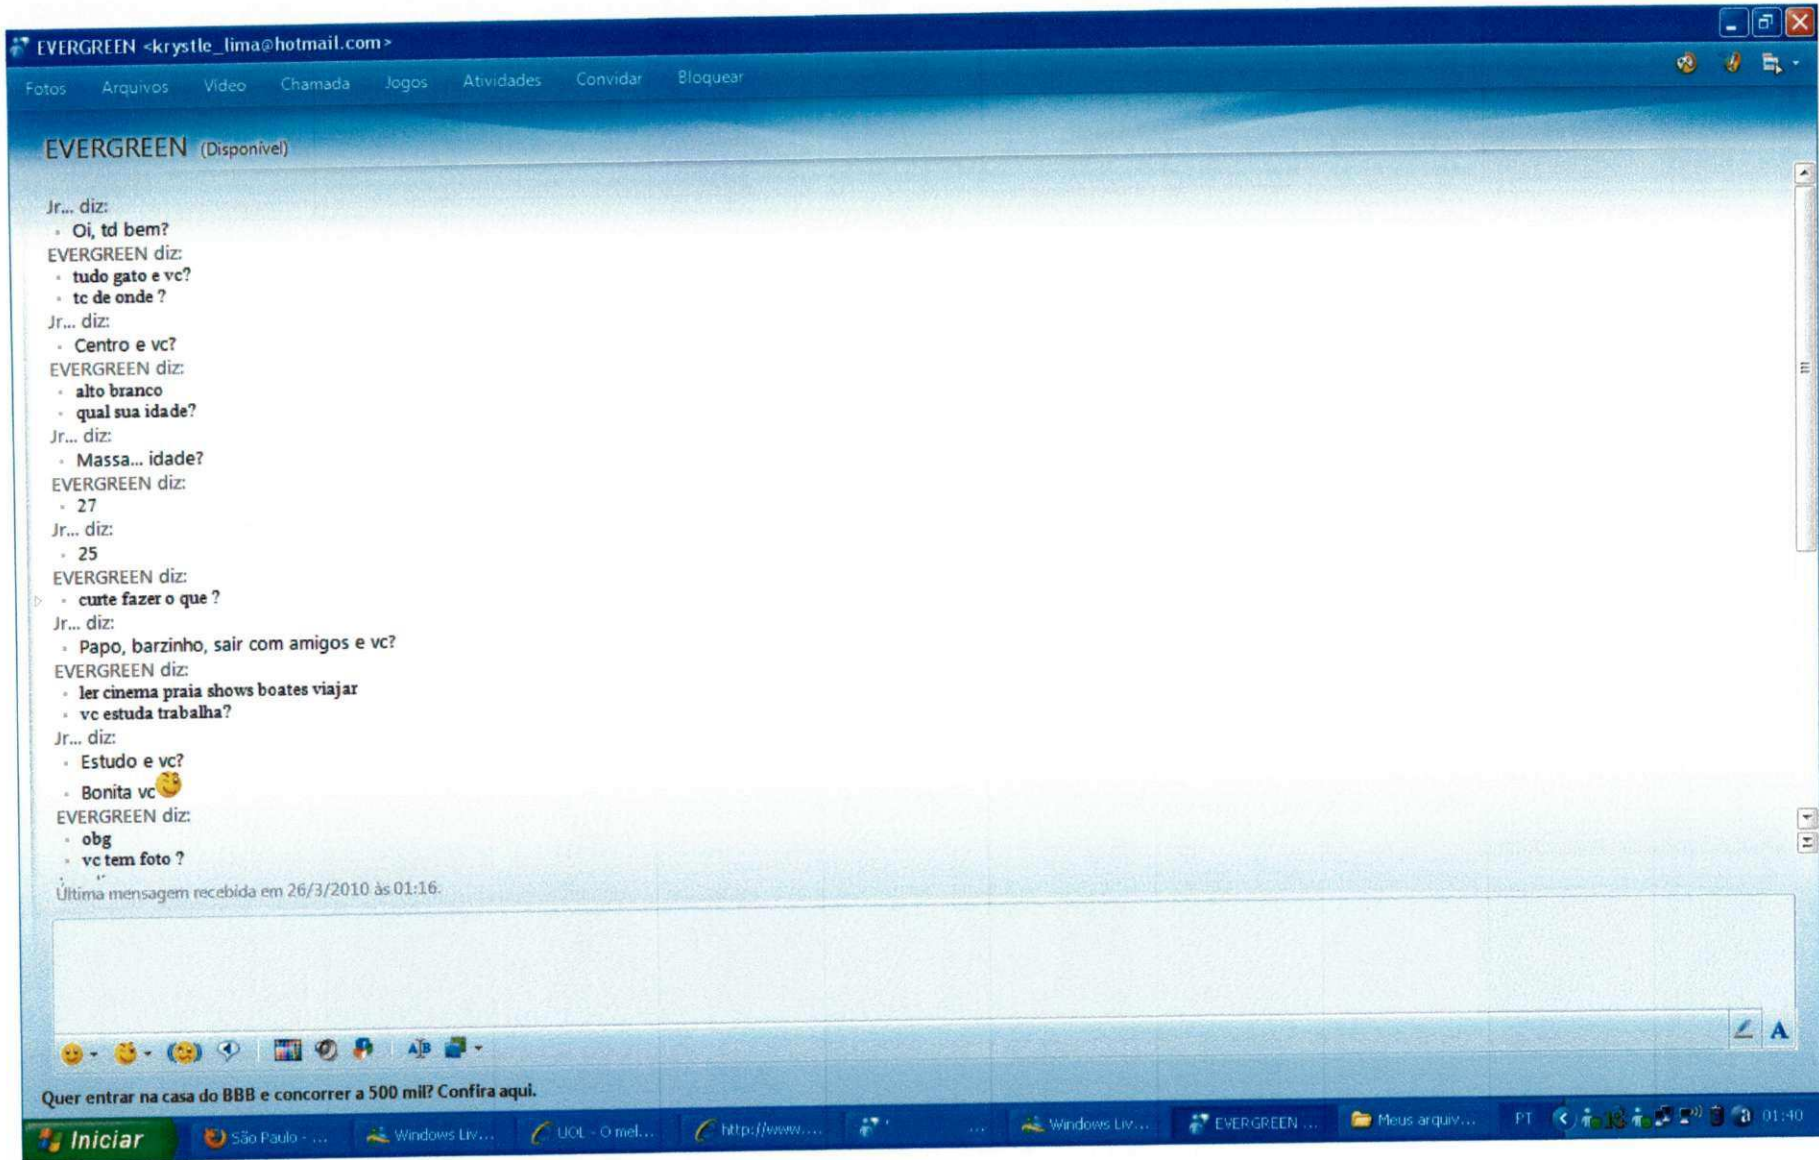 EVERGREEN <krystle_lima@hotmail.com>
Fotos Arquivos Vídeo Chamada Jogos Atividades Convidar Bloquear
EVERGREEN (Disponível)
Jr... diz:
Oi, td bem?
EVERGREEN diz:
tudo gato e vc?
tc de onde ?
Jr... diz:
Centro e vc?
EVERGREEN diz:
alto branco
qual sua idade?
Jr... diz:
Massa... idade?
EVERGREEN diz:
27
Jr... diz:
25
EVERGREEN diz:
curte fazer o que ?
Jr... diz:
Papo, barzinho, sair com amigos e vc?
EVERGREEN diz:
ler cinema praia shows boates viajar
vc estuda trabalha?
Jr... diz:
Estudo e vc?
Bonita vc
EVERGREEN diz:
obg
vc tem foto ?
Última mensagem recebida em 26/3/2010 às 01:16.
A
Quer entrar na casa do BBB e concorrer a 500 mil? Confira aqui.
Iniciar São Paulo - ... Windows Liv... UOL - O mel... http://www.... ... Windows Liv... EVERGREEN ... Meus arquiv... PT 01:40